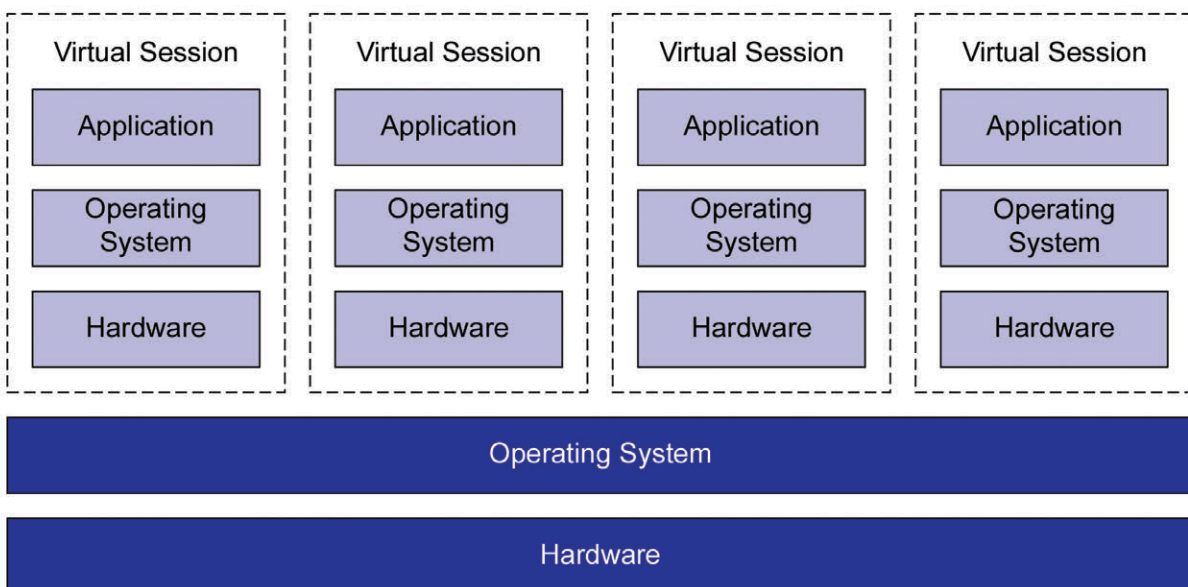 Virtual Session
Application
Operating
System
Hardware
Virtual Session
Application
Operating
System
Hardware
Virtual Session
Application
Operating
System
Hardware
Virtual Session
Application
Operating
System
Hardware
Operating System
Hardware